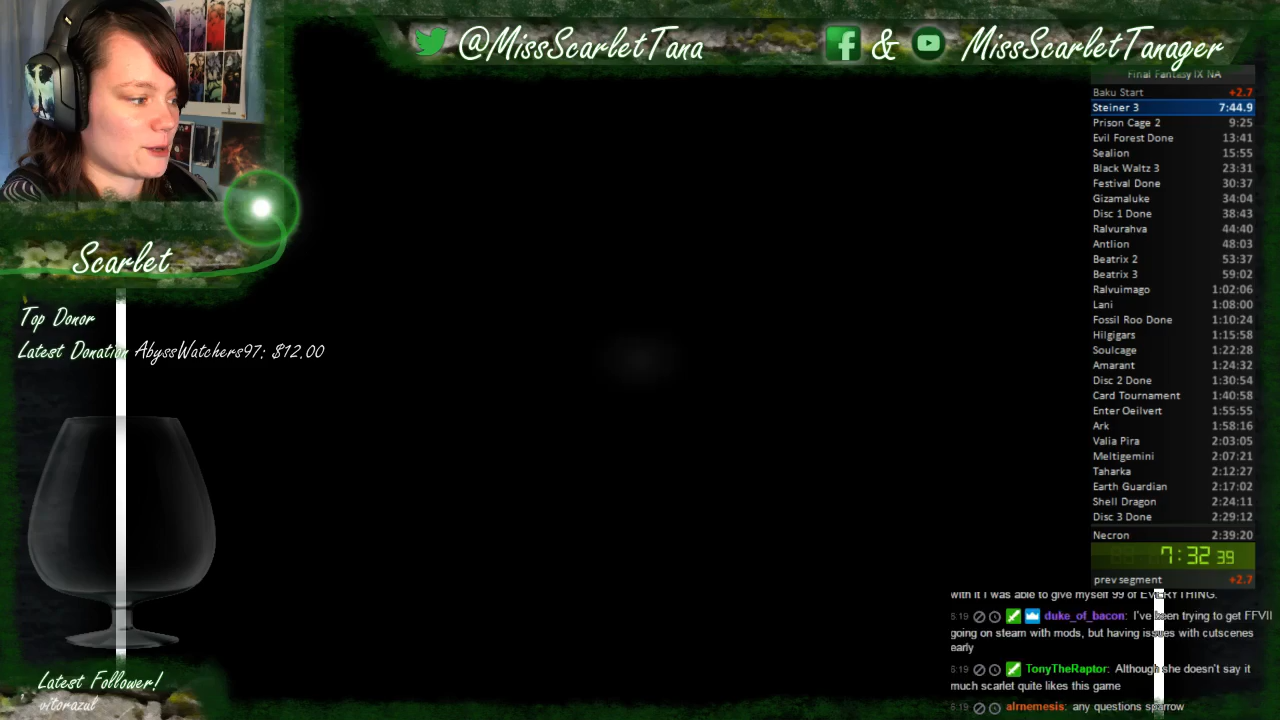 @MissScarletTana
& MissScarletTanager
Final Fantasy IX NA
Baku Start +2.7
Steiner 3 7:44.9
Prison Cage 2 9:25
Evil Forest Done 13:41
Sealion 15:55
Black Waltz 3 23:31
Festival Done 30:37
Gizamaluke 34:04
Disc 1 Done 38:43
Ralvurahva 44:40
Antlion 48:03
Beatrix 2 53:37
Beatrix 3 59:02
Ralvuimago 1:02:06
Lani 1:08:00
Fossil Roo Done 1:10:24
Hilgigars 1:15:58
Soulcage 1:22:28
Amarant 1:24:32
Disc 2 Done 1:30:54
Card Tournament 1:40:58
Enter Oeilvert 1:55:55
Ark 1:58:16
Valia Pira 2:03:05
Meltigemini 2:07:21
Taharka 2:12:27
Earth Guardian 2:17:02
Shell Dragon 2:24:11
Disc 3 Done 2:29:12
Necron 2:39:20
7:32 39
prev segment +2.7
Scarlet
Top Donor
Latest Donation AbyssWatchers97: $12.00
Latest Follower!
vitorazul
with it I was able to give myself 99 of EVERYTHING.
6:19 duke_of_bacon: I've been trying to get FFVII
going on steam with mods, but having issues with cutscenes
early
6:19 TonyTheRaptor: Although she doesn't say it
much scarlet quite likes this game
6:19 alrnemesis: any questions sparrow